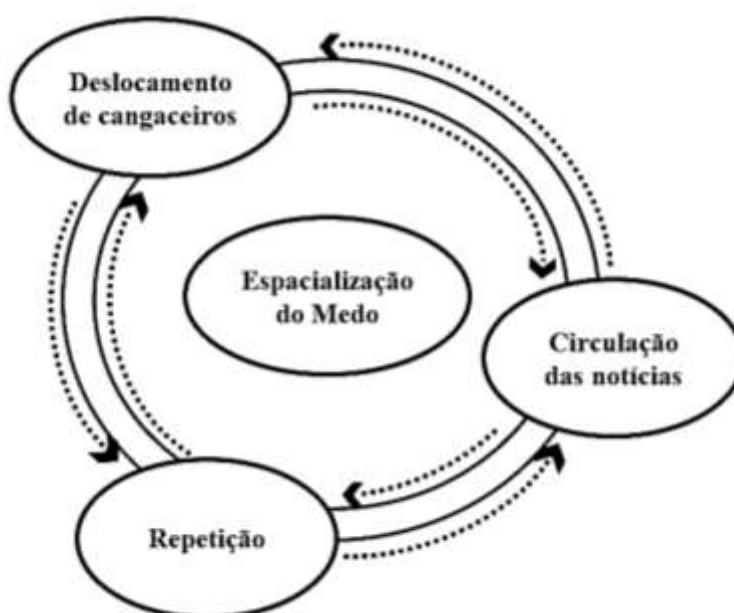 Deslocamento
de cangaceiros
Espacialização
do Medo
Circulação
das notícias
Repetição